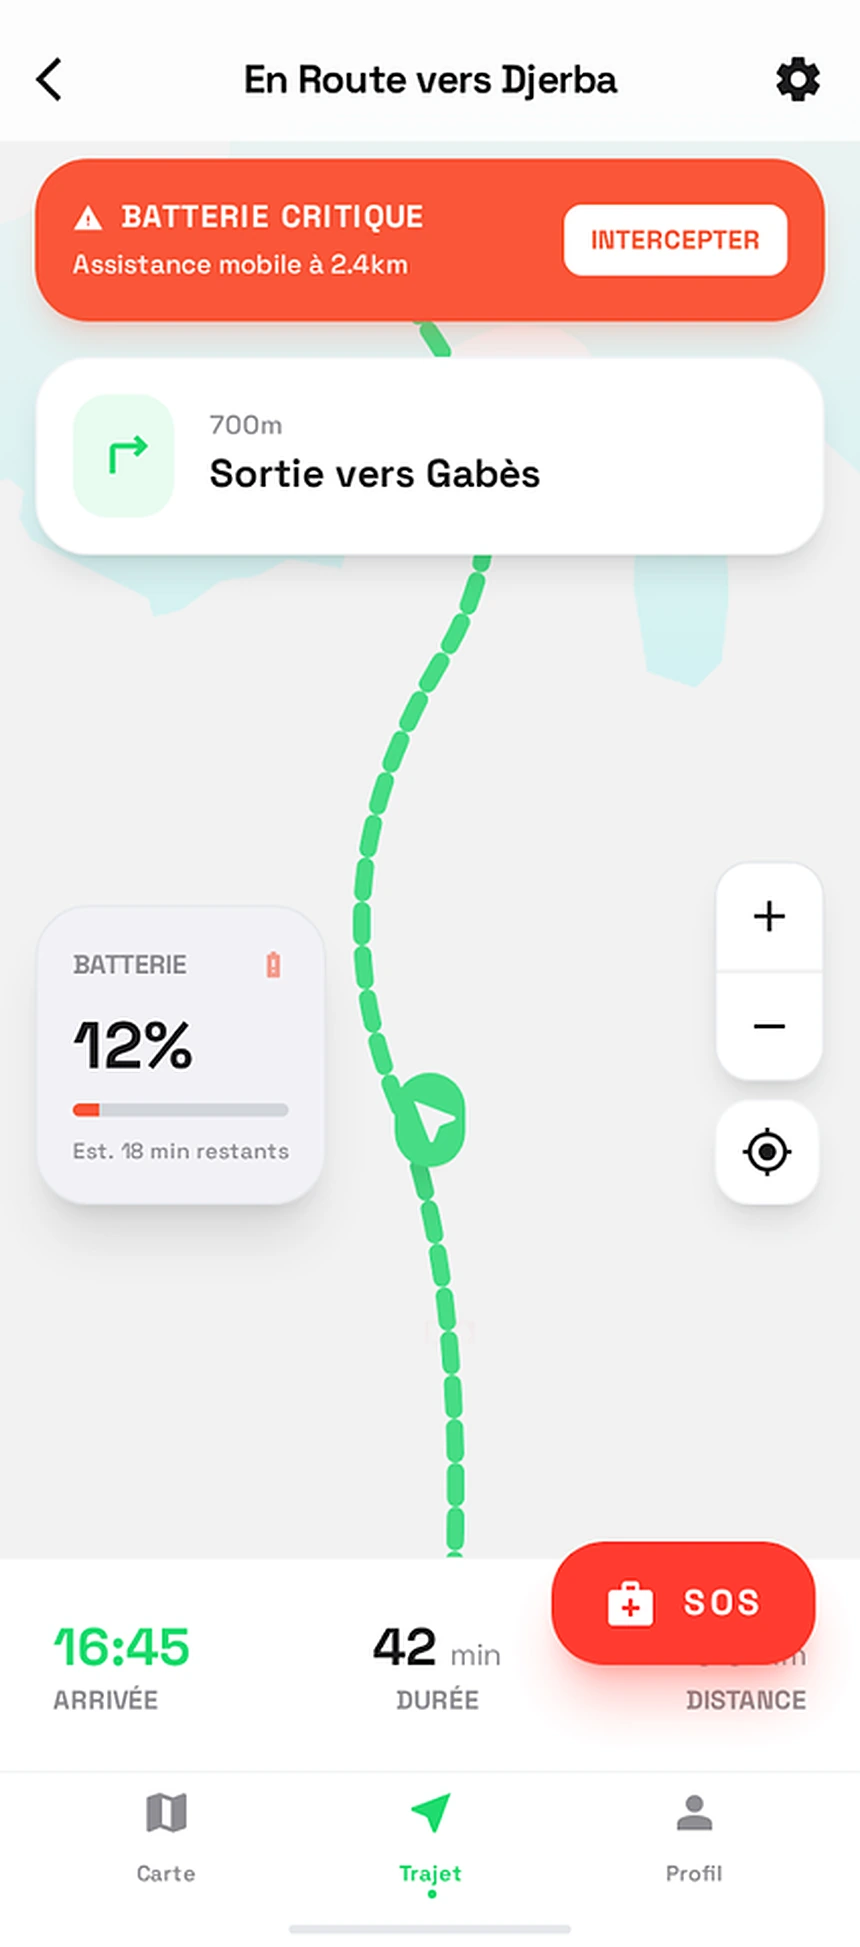 En Route vers Djerba
BATTERIE CRITIQUE
Assistance mobile à 2.4km
INTERCEPTER
700m
Sortie vers Gabès
BATTERIE
12%
Est. 18 min restants
SOS
16:45
42 min
ARRIVÉE
DURÉE
DISTANCE
Carte
Trajet
Profil